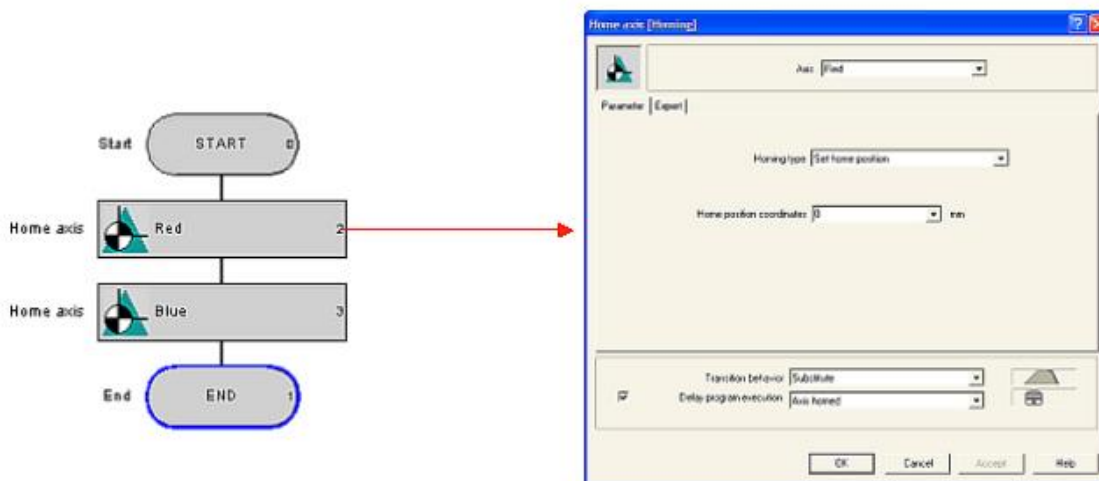 Start
START
0
Home axis
Red
2
Home axis
Blue
3
End
END
1
Home axis [Homing]
Axis Red
Parameter Expert
Homing type Set home position
Home position coordinates 0 mm
Transition behavior Substitute
Delay program execution Axis homed
OK Cancel Accept Help